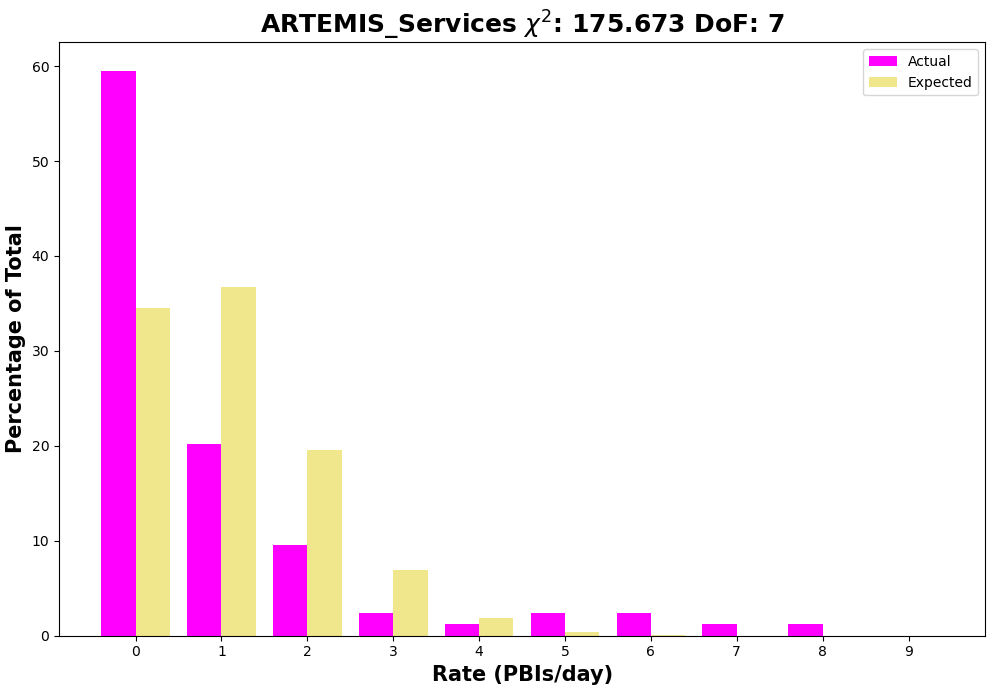 ARTEMIS_Services χ²: 175.673 DoF: 7
Actual
Expected
Percentage of Total
60
50
40
30
20
10
0
0 1 2 3 4 5 6 7 8 9
Rate (PBIs/day)